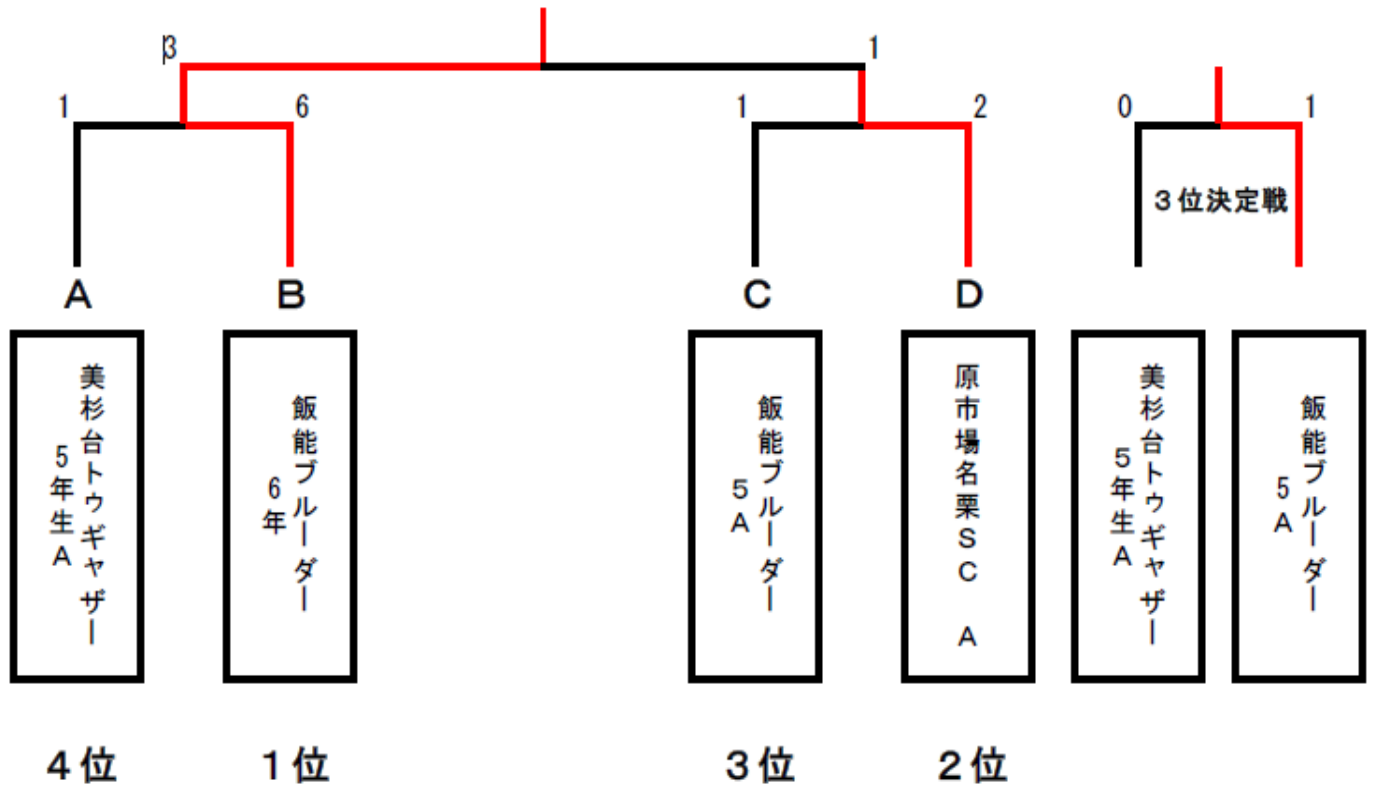 3
1
1
6
1
2
0
1
3位決定戦
A
B
C
D
美杉台トゥギャザー
5年生A
飯能ブルーダー
6年
飯能ブルーダー
5A
原市場名栗SC A
美杉台トゥギャザー
5年生A
飯能ブルーダー
5A
4位
1位
3位
2位